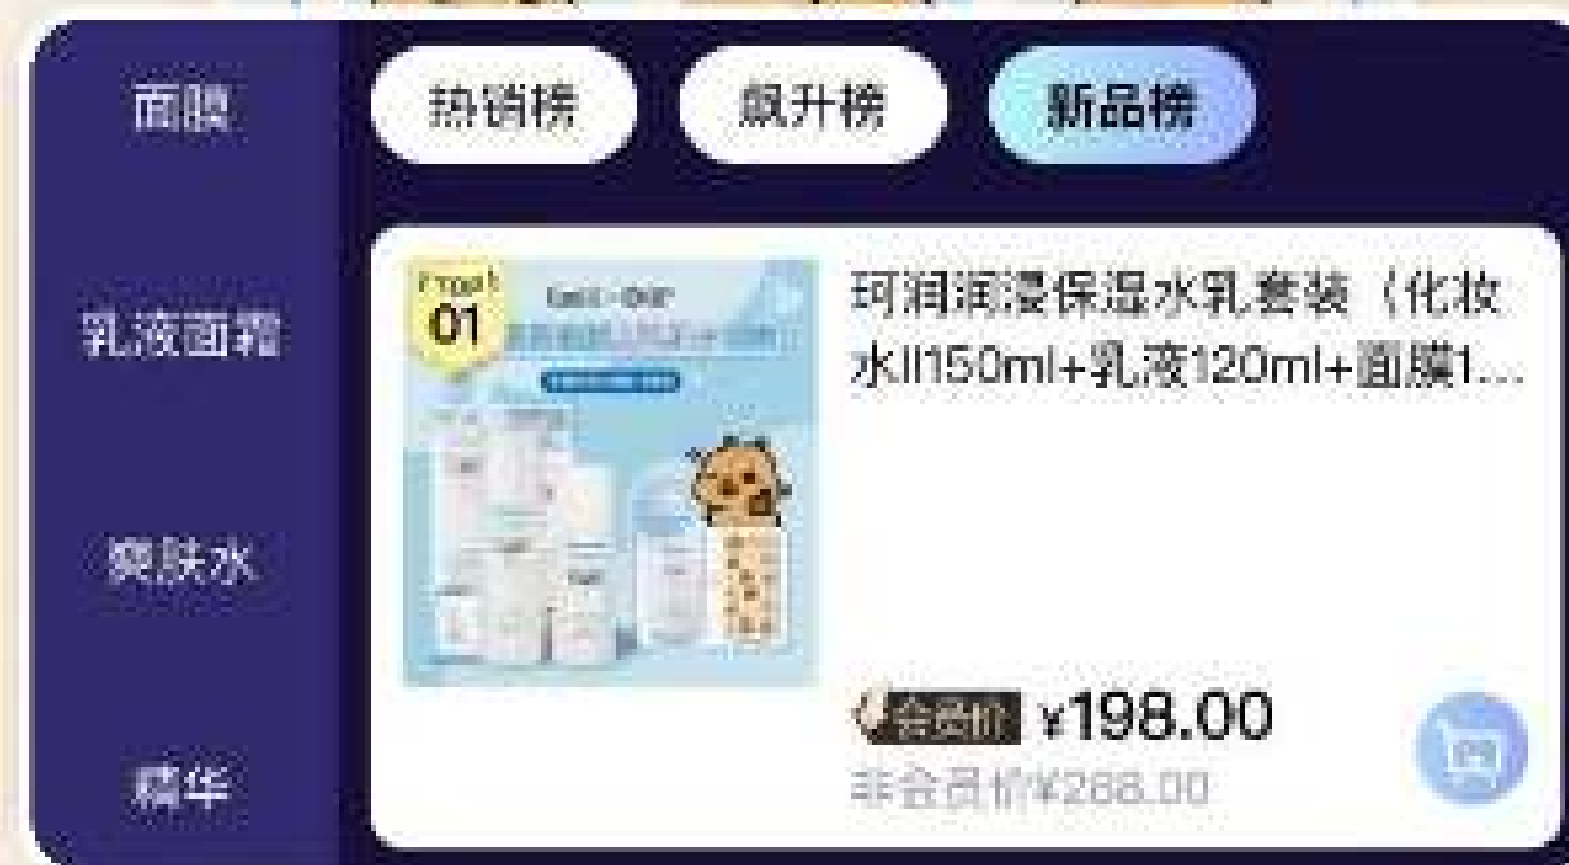 面膜
热销榜
飙升榜
新品榜
乳液面霜
爽肤水
精华
01
珂润润浸保湿水乳套装（化妆
水II150ml+乳液120ml+面膜1...
会员价 ¥198.00
非会员价¥288.00